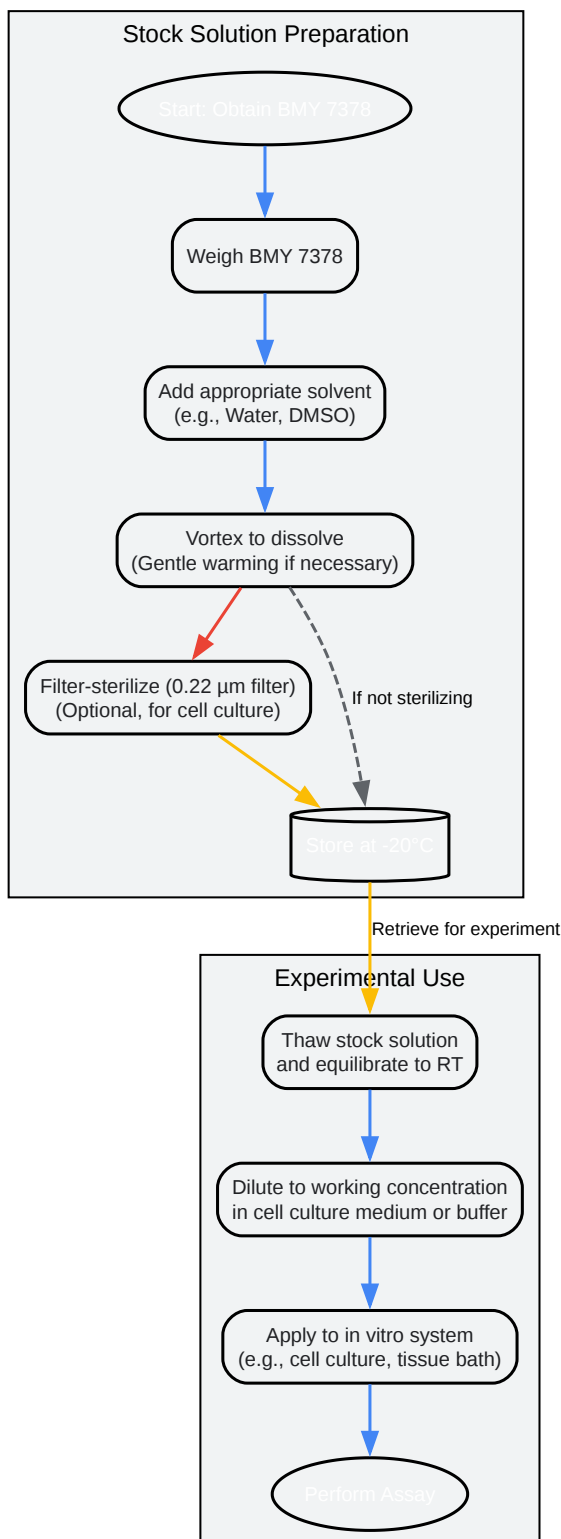 Stock Solution Preparation
Start: Obtain BMY 7378
Weigh BMY 7378
Add appropriate solvent
(e.g., Water, DMSO)
Vortex to dissolve
(Gentle warming if necessary)
Filter-sterilize (0.22 µm filter)
(Optional, for cell culture)
If not sterilizing
Store at -20°C
Retrieve for experiment
Experimental Use
Thaw stock solution
and equilibrate to RT
Dilute to working concentration
in cell culture medium or buffer
Apply to in vitro system
(e.g., cell culture, tissue bath)
Perform Assay